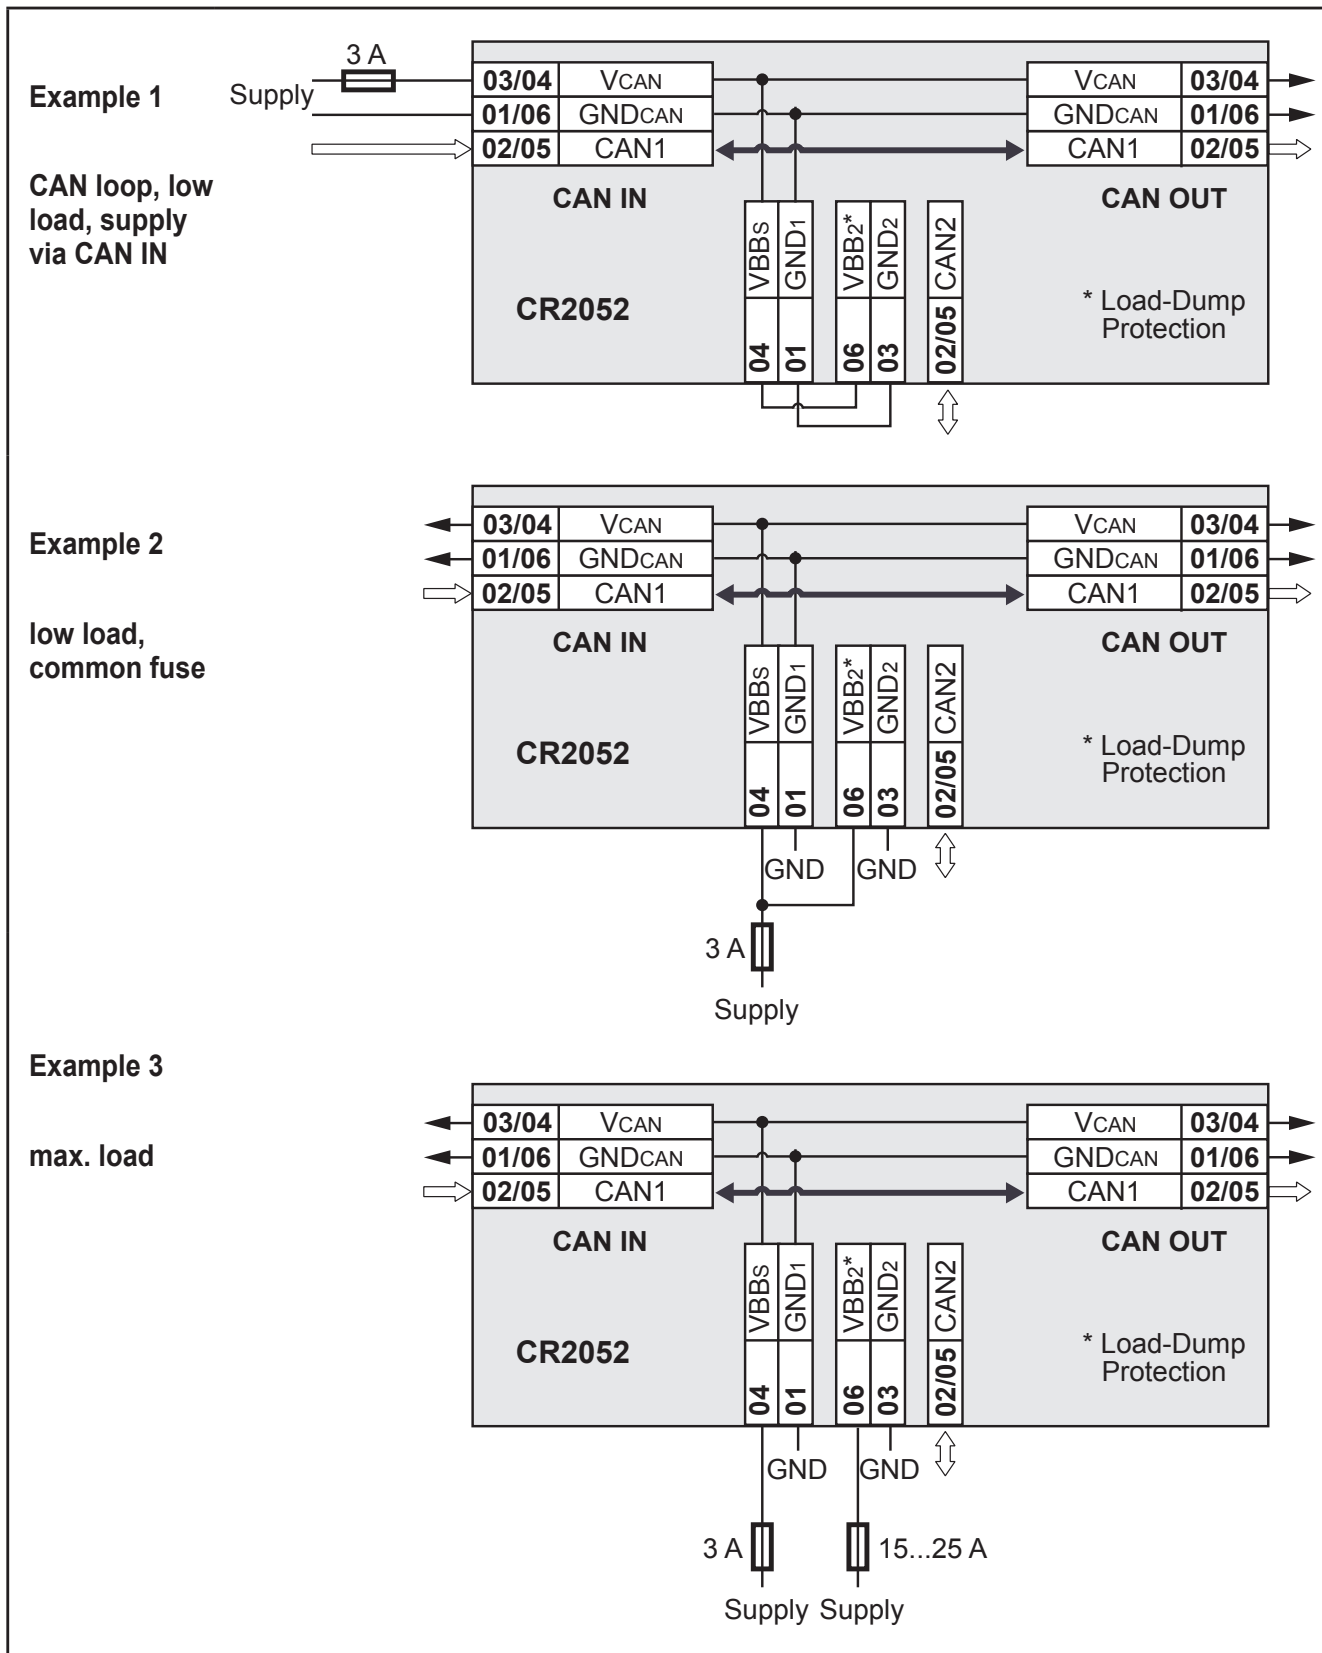 Example 1
CAN loop, low
load, supply
via CAN IN
3 A
Supply
03/04 VCAN
01/06 GNDCAN
02/05 CAN1
CAN IN
VCAN 03/04
GNDCAN 01/06
CAN1 02/05
CAN OUT
CR2052
04 VBBS
01 GND1
06 VBB2*
03 GND2
02/05 CAN2
* Load-Dump
Protection
Example 2
low load,
common fuse
03/04 VCAN
01/06 GNDCAN
02/05 CAN1
CAN IN
VCAN 03/04
GNDCAN 01/06
CAN1 02/05
CAN OUT
CR2052
04 VBBS
01 GND1
06 VBB2*
03 GND2
02/05 CAN2
* Load-Dump
Protection
GND
GND
3 A
Supply
Example 3
max. load
03/04 VCAN
01/06 GNDCAN
02/05 CAN1
CAN IN
VCAN 03/04
GNDCAN 01/06
CAN1 02/05
CAN OUT
CR2052
04 VBBS
01 GND1
06 VBB2*
03 GND2
02/05 CAN2
* Load-Dump
Protection
GND
GND
3 A
15...25 A
Supply
Supply